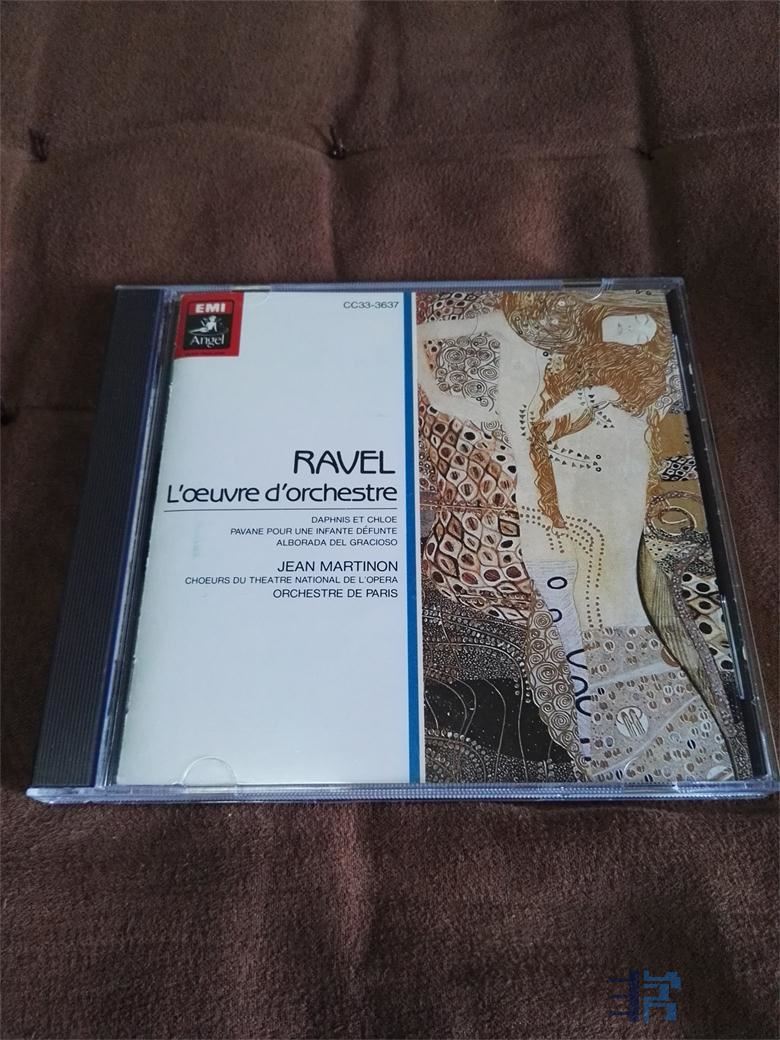 EMI
Angel
CC33-3637
RAVEL
L'œuvre d'orchestre
DAPHNIS ET CHLOE
PAVANE POUR UNE INFANTE DÉFUNTE
ALBORADA DEL GRACIOSO
JEAN MARTINON
CHOEURS DU THEATRE NATIONAL DE L'OPERA
ORCHESTRE DE PARIS